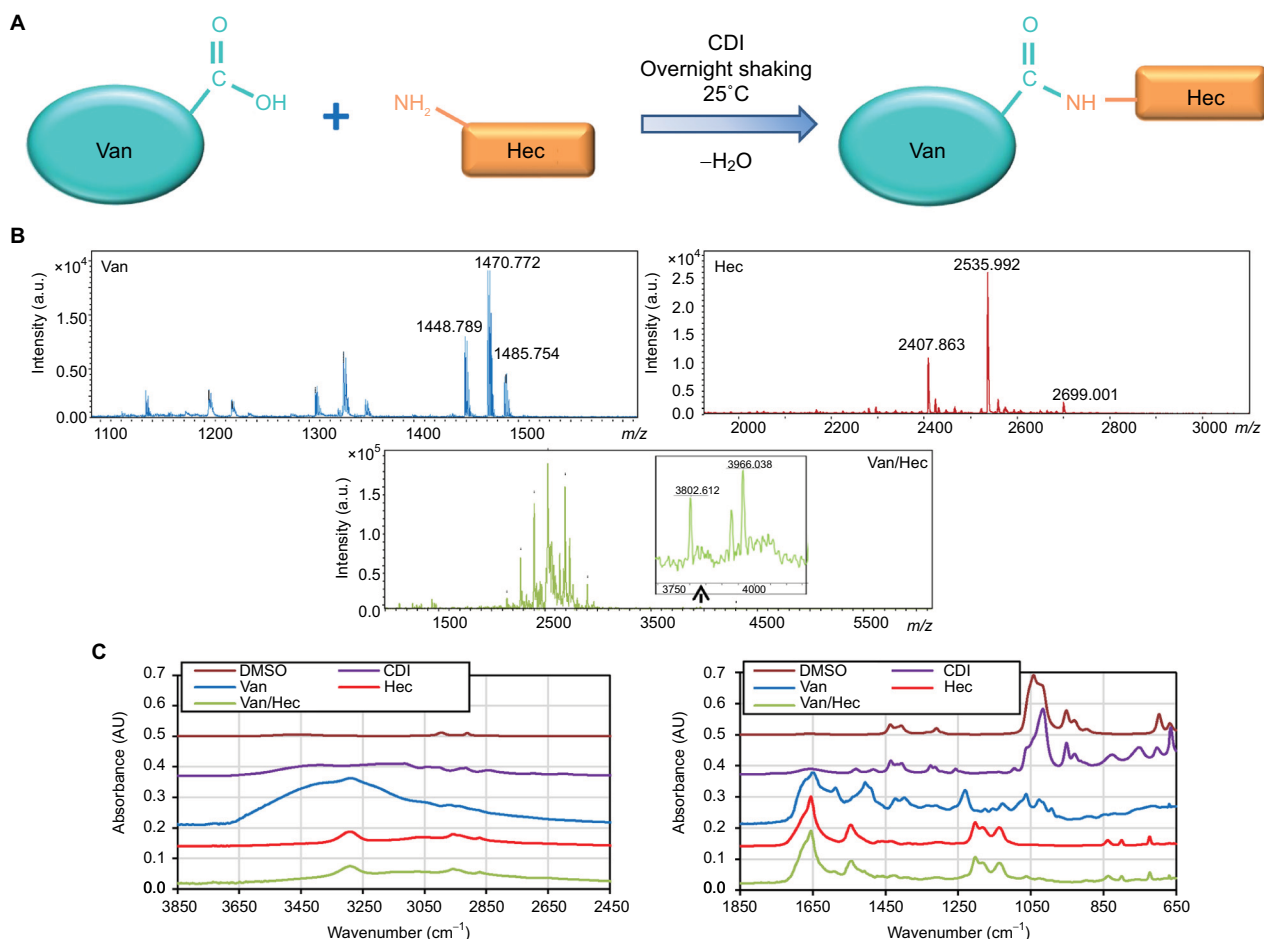 A
O
C
OH
Van
+
NH₂
Hec
CDI
Overnight shaking
25˚C
–H₂O
O
C
NH
Hec
Van
B
Van
×10⁴
Intensity (a.u.)
1.50
0.50
0.00
1470.772
1448.789
1485.754
1100 1200 1300 1400 1500 m/z
Hec
×10⁴
Intensity (a.u.)
2.5
2.0
1.5
1.0
0.5
0.0
2535.992
2407.863
2699.001
2000 2200 2400 2600 2800 3000 m/z
Van/Hec
×10⁵
Intensity (a.u.)
1.5
1.0
0.5
0.0
3966.038
3802.612
3750 4000
1500 2500 3500 4500 5500 m/z
C
DMSO CDI
Van Hec
Van/Hec
Absorbance (AU)
0.7
0.6
0.5
0.4
0.3
0.2
0.1
0.0
3850 3650 3450 3250 3050 2850 2650 2450
Wavenumber (cm⁻¹)
DMSO CDI
Van Hec
Van/Hec
Absorbance (AU)
0.7
0.6
0.5
0.4
0.3
0.2
0.1
0.0
1850 1650 1450 1250 1050 850 650
Wavenumber (cm⁻¹)